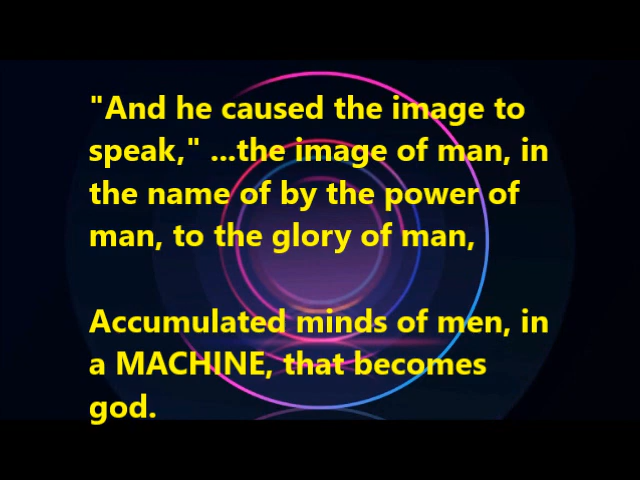 "And he caused the image to
speak," ...the image of man, in
the name of by the power of
man, to the glory of man,
Accumulated minds of men, in
a MACHINE, that becomes
god.